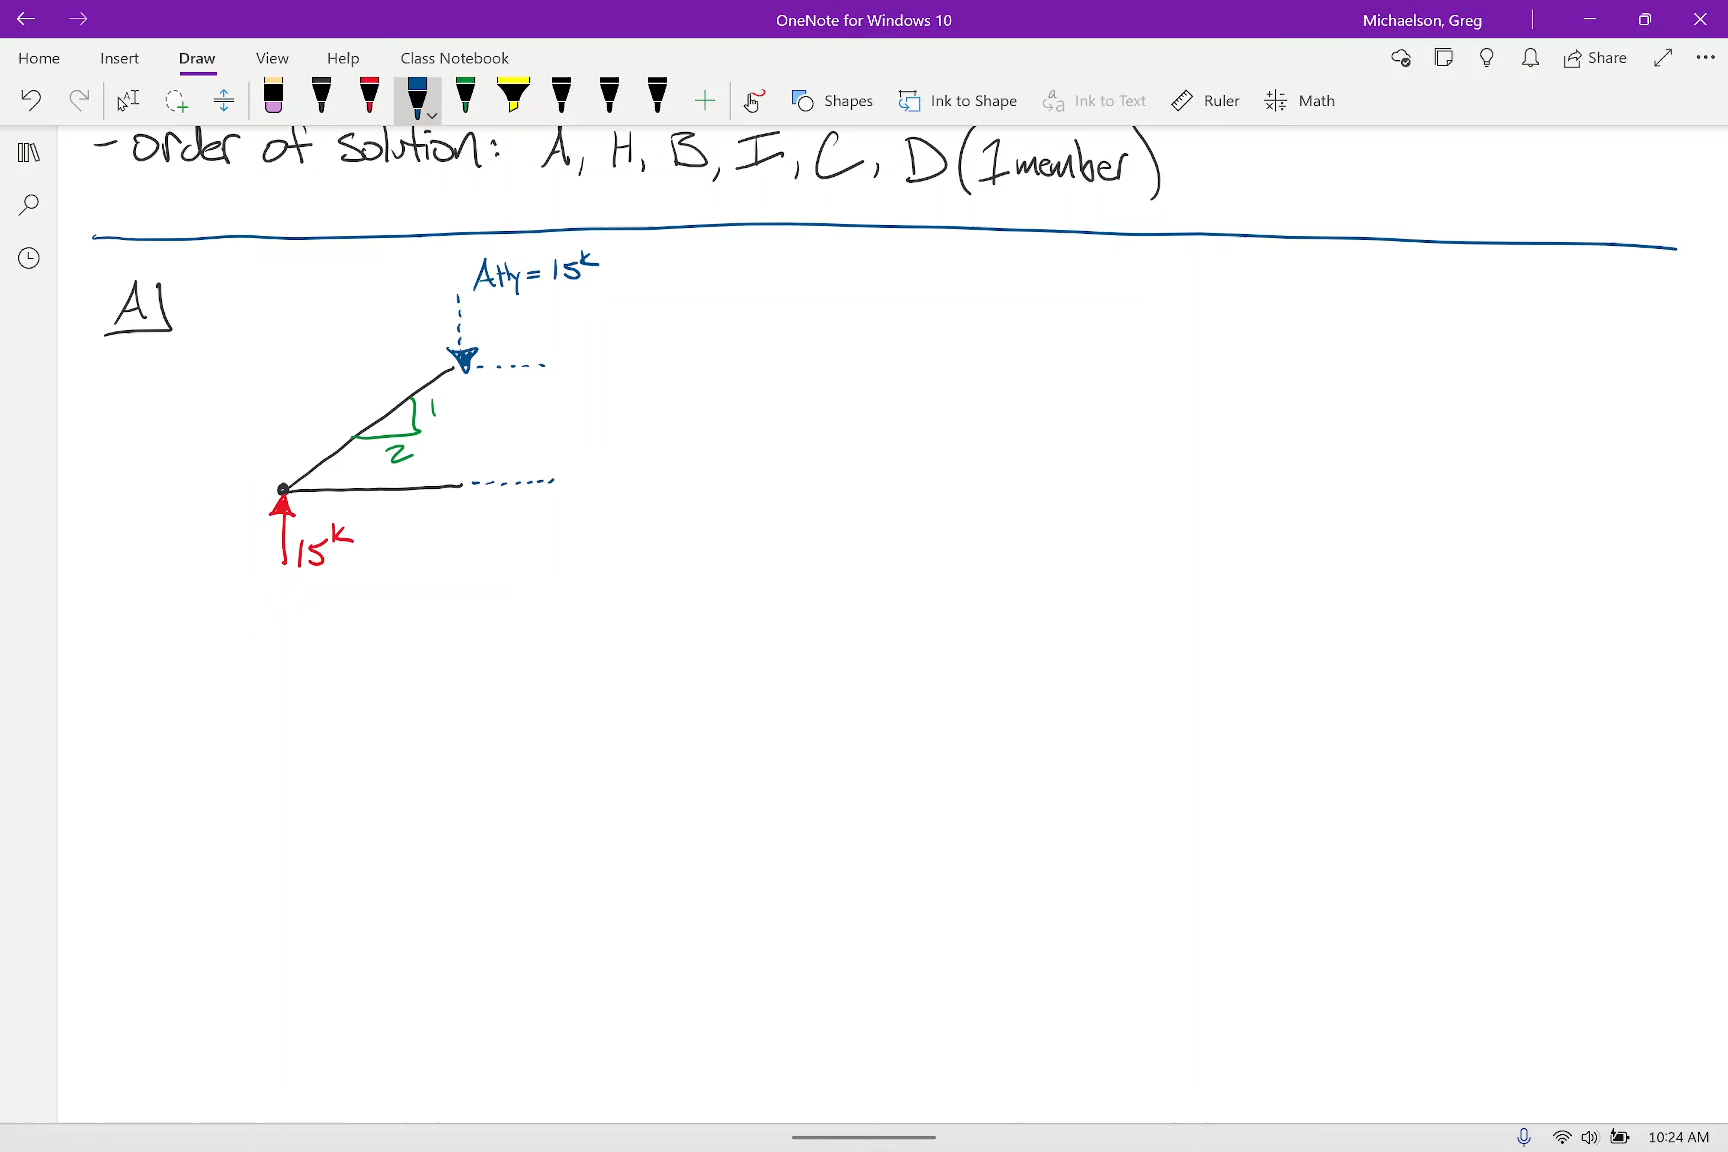 OneNote for Windows 10
Michaelson, Greg
Home Insert Draw View Help Class Notebook
Share
Shapes Ink to Shape Ink to Text Ruler Math
- order of solution: A, H, B, I, C, D (1 member)
AHy = 15ᵏ
A]
1
2
15ᵏ
10:24 AM